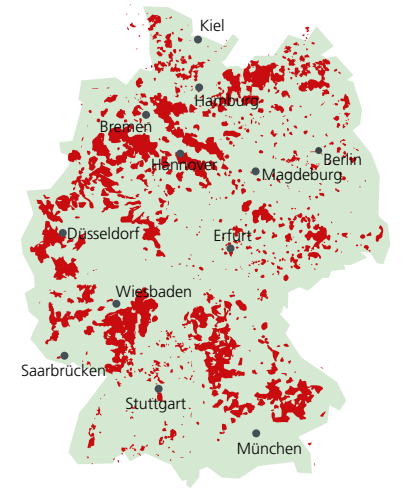 Kiel
Hamburg
Bremen
Hannover
Berlin
Magdeburg
Düsseldorf
Erfurt
Wiesbaden
Saarbrücken
Stuttgart
München